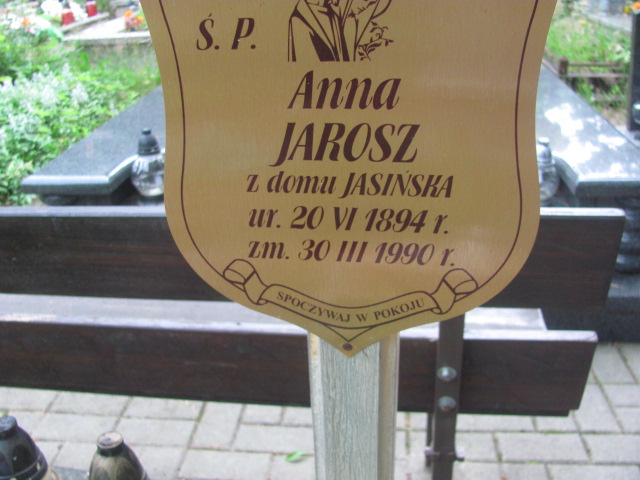 Ś. P.
Anna
JAROSZ
z domu JASIŃSKA
ur. 20 VI 1894 r.
zm. 30 III 1990 r.
SPOCZYWAJ W POKOJU